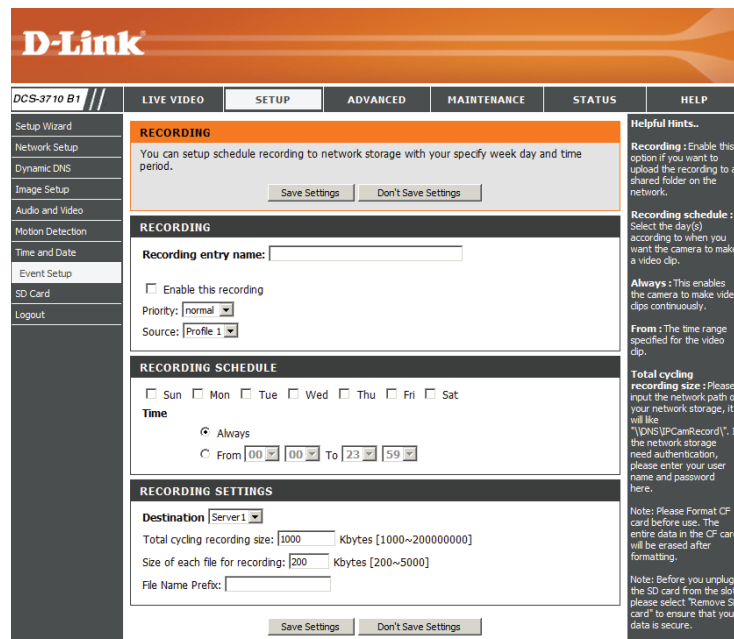 D-Link
DCS-3710 B1 // LIVE VIDEO SETUP ADVANCED MAINTENANCE STATUS HELP
Setup Wizard
Network Setup
Dynamic DNS
Image Setup
Audio and Video
Motion Detection
Time and Date
Event Setup
SD Card
Logout
RECORDING
You can setup schedule recording to network storage with your specify week day and time
period.
Save Settings Don't Save Settings
RECORDING
Recording entry name:
Enable this recording
Priority: normal
Source: Profile 1
RECORDING SCHEDULE
Sun Mon Tue Wed Thu Fri Sat
Time
Always
From 00 00 To 23 59
RECORDING SETTINGS
Destination Server1
Total cycling recording size: 1000 Kbytes [1000~200000000]
Size of each file for recording: 200 Kbytes [200~5000]
File Name Prefix:
Save Settings Don't Save Settings
Helpful Hints..
Recording : Enable this
option if you want to
upload the recording to a
shared folder on the
network.
Recording schedule :
Select the day(s)
according to when you
want the camera to make
a video clip.
Always : This enables
the camera to make vide
clips continuously.
From : The time range
specified for the video
clip.
Total cycling
recording size : Please
input the network path o
your network storage, it
will like
"\\DNS\IPCamRecord\".
the network storage
need authentication,
please enter your user
name and password
here.
Note: Please Format CF
card before use. The
entire data in the CF car
will be erased after
formatting.
Note: Before you unplug
the SD card from the slot
please select "Remove S
card" to ensure that you
data is secure.